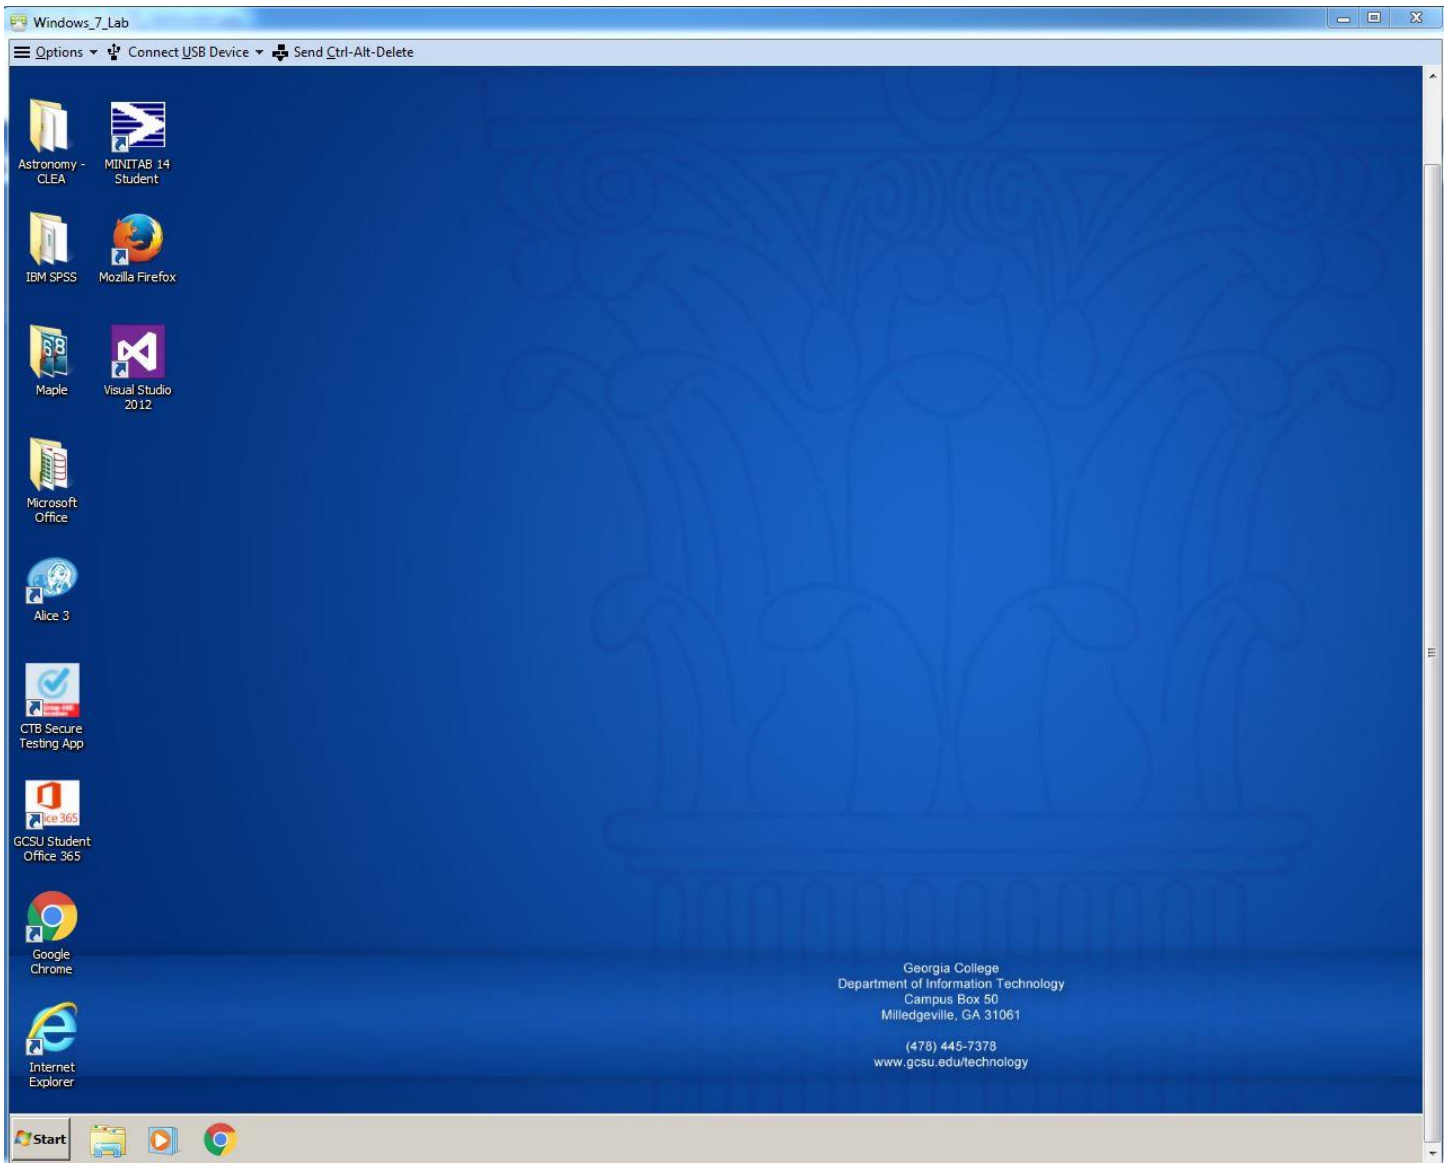 Windows_7_Lab
Options Connect USB Device Send Ctrl-Alt-Delete
Astronomy -
CLEA
MINITAB 14
Student
IBM SPSS
Mozilla Firefox
68
Maple
Visual Studio
2012
Microsoft
Office
Alice 3
CTB Secure
Testing App
ice 365
GCSU Student
Office 365
Google
Chrome
Internet
Explorer
Georgia College
Department of Information Technology
Campus Box 50
Milledgeville, GA 31061
(478) 445-7378
www.gcsu.edu/technology
Start